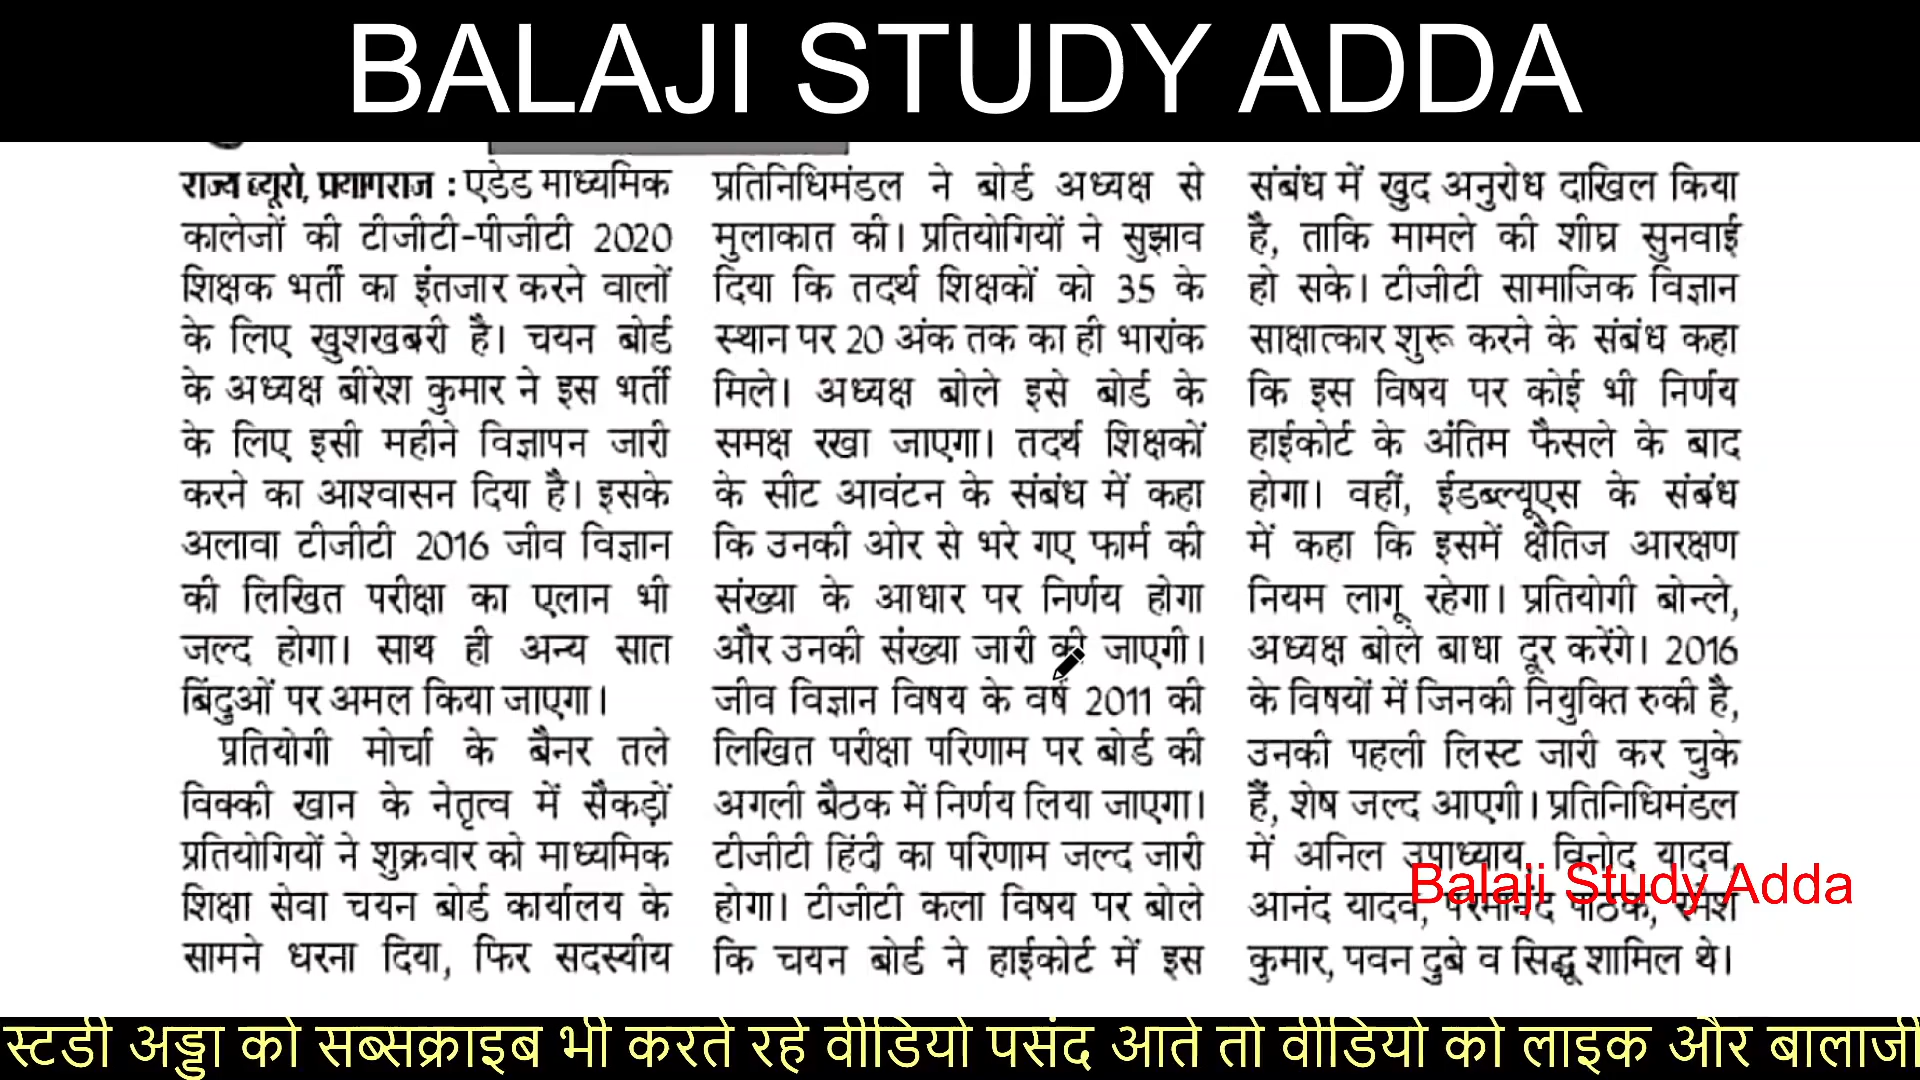 BALAJI STUDY ADDA
राज्य ब्यूरो, प्रयागराज : एडेड माध्यमिक
कालेजों की टीजीटी-पीजीटी 2020
शिक्षक भर्ती का इंतजार करने वालों
के लिए खुशखबरी है। चयन बोर्ड
के अध्यक्ष बीरेश कुमार ने इस भर्ती
के लिए इसी महीने विज्ञापन जारी
करने का आश्वासन दिया है। इसके
अलावा टीजीटी 2016 जीव विज्ञान
की लिखित परीक्षा का एलान भी
जल्द होगा। साथ ही अन्य सात
बिंदुओं पर अमल किया जाएगा।
प्रतियोगी मोर्चा के बैनर तले
विक्की खान के नेतृत्व में सैकड़ों
प्रतियोगियों ने शुक्रवार को माध्यमिक
शिक्षा सेवा चयन बोर्ड कार्यालय के
सामने धरना दिया, फिर सदस्यीय
प्रतिनिधिमंडल ने बोर्ड अध्यक्ष से
मुलाकात की। प्रतियोगियों ने सुझाव
दिया कि तदर्थ शिक्षकों को 35 के
स्थान पर 20 अंक तक का ही भारांक
मिले। अध्यक्ष बोले इसे बोर्ड के
समक्ष रखा जाएगा। तदर्थ शिक्षकों
के सीट आवंटन के संबंध में कहा
कि उनकी ओर से भरे गए फार्म की
संख्या के आधार पर निर्णय होगा
और उनकी संख्या जारी की जाएगी।
जीव विज्ञान विषय के वर्ष 2011 की
लिखित परीक्षा परिणाम पर बोर्ड की
अगली बैठक में निर्णय लिया जाएगा।
टीजीटी हिंदी का परिणाम जल्द जारी
होगा। टीजीटी कला विषय पर बोले
कि चयन बोर्ड ने हाईकोर्ट में इस
संबंध में खुद अनुरोध दाखिल किया
है, ताकि मामले की शीघ्र सुनवाई
हो सके। टीजीटी सामाजिक विज्ञान
साक्षात्कार शुरू करने के संबंध कहा
कि इस विषय पर कोई भी निर्णय
हाईकोर्ट के अंतिम फैसले के बाद
होगा। वहीं, ईडब्ल्यूएस के संबंध
में कहा कि इसमें क्षैतिज आरक्षण
नियम लागू रहेगा। प्रतियोगी बोले,
अध्यक्ष बोले बाधा दूर करेंगे। 2016
के विषयों में जिनकी नियुक्ति रुकी है,
उनकी पहली लिस्ट जारी कर चुके
हैं, शेष जल्द आएगी। प्रतिनिधिमंडल
में अनिल उपाध्याय, विनोद यादव,
आनंद यादव, परमानंद पाठक, रमेश
कुमार, पवन दुबे व सिद्धू शामिल थे।
Balaji Study Adda
स्टडी अड्डा को सब्सक्राइब भी करते रहे वीडियो पसंद आते तो वीडियो को लाइक और बालाजी